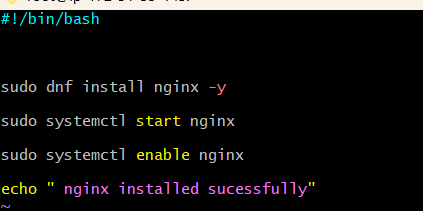 #!/bin/bash
sudo dnf install nginx -y
sudo systemctl start nginx
sudo systemctl enable nginx
echo " nginx installed sucessfully"
~